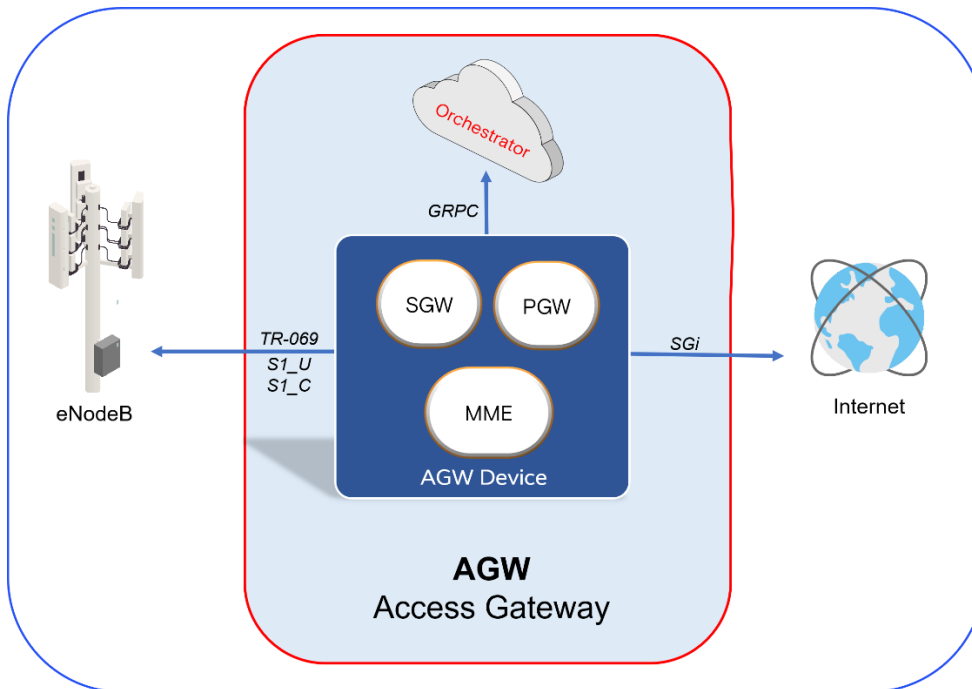 Orchestrator
GRPC
SGW
PGW
TR-069
S1_U
S1_C
SGi
MME
eNodeB
Internet
AGW Device
AGW
Access Gateway